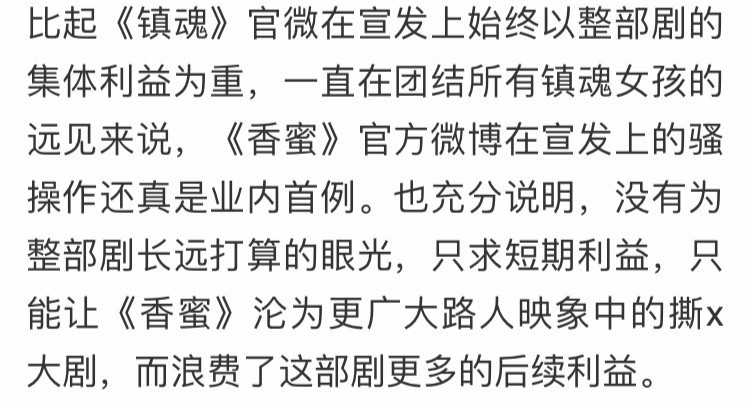 比起《镇魂》官微在宣发上始终以整部剧的
集体利益为重，一直在团结所有镇魂女孩的
远见来说，《香蜜》官方微博在宣发上的骚
操作还真是业内首例。也充分说明，没有为
整部剧长远打算的眼光，只求短期利益，只
能让《香蜜》沦为更广大路人映象中的撕x
大剧，而浪费了这部剧更多的后续利益。